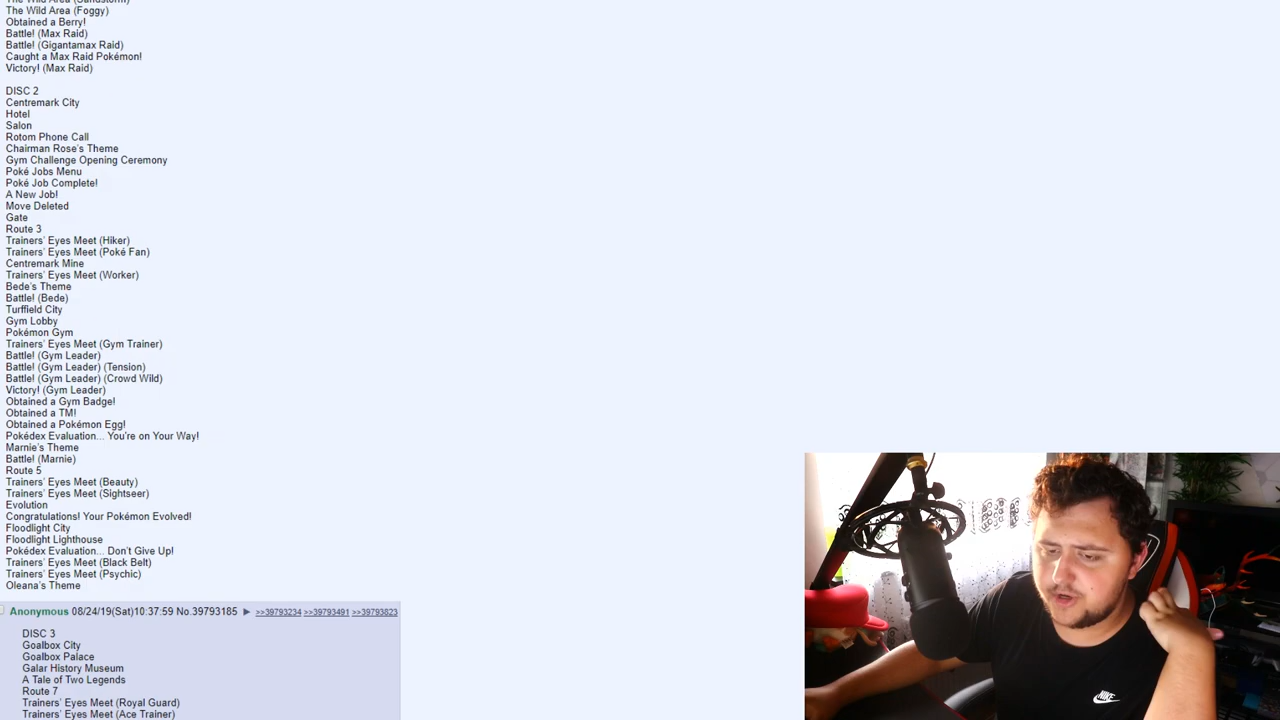 The Wild Area (Sandstorm)
The Wild Area (Foggy)
Obtained a Berry!
Battle! (Max Raid)
Battle! (Gigantamax Raid)
Caught a Max Raid Pokémon!
Victory! (Max Raid)
DISC 2
Centremark City
Hotel
Salon
Rotom Phone Call
Chairman Rose's Theme
Gym Challenge Opening Ceremony
Poké Jobs Menu
Poké Job Complete!
A New Job!
Move Deleted
Gate
Route 3
Trainers' Eyes Meet (Hiker)
Trainers' Eyes Meet (Poké Fan)
Centremark Mine
Trainers' Eyes Meet (Worker)
Bede's Theme
Battle! (Bede)
Turffield City
Gym Lobby
Pokémon Gym
Trainers' Eyes Meet (Gym Trainer)
Battle! (Gym Leader)
Battle! (Gym Leader) (Tension)
Battle! (Gym Leader) (Crowd Wild)
Victory! (Gym Leader)
Obtained a Gym Badge!
Obtained a TM!
Obtained a Pokémon Egg!
Pokédex Evaluation... You're on Your Way!
Marnie's Theme
Battle! (Marnie)
Route 5
Trainers' Eyes Meet (Beauty)
Trainers' Eyes Meet (Sightseer)
Evolution
Congratulations! Your Pokémon Evolved!
Floodlight City
Floodlight Lighthouse
Pokédex Evaluation... Don't Give Up!
Trainers' Eyes Meet (Black Belt)
Trainers' Eyes Meet (Psychic)
Oleana's Theme
Anonymous 08/24/19(Sat)10:37:59 No.39793185 ▶ >>39793234 >>39793491 >>39793823
DISC 3
Goalbox City
Goalbox Palace
Galar History Museum
A Tale of Two Legends
Route 7
Trainers' Eyes Meet (Royal Guard)
Trainers' Eyes Meet (Ace Trainer)
NIKE